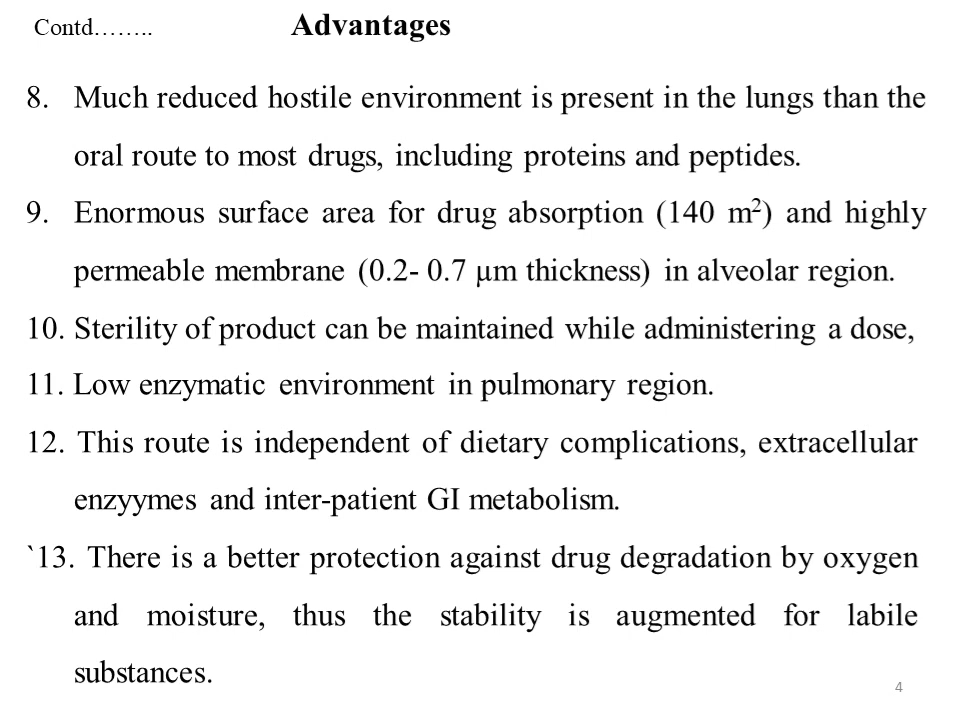 Contd…….. Advantages
8. Much reduced hostile environment is present in the lungs than the
oral route to most drugs, including proteins and peptides.
9. Enormous surface area for drug absorption (140 m²) and highly
permeable membrane (0.2- 0.7 µm thickness) in alveolar region.
10. Sterility of product can be maintained while administering a dose,
11. Low enzymatic environment in pulmonary region.
12. This route is independent of dietary complications, extracellular
enzyymes and inter-patient GI metabolism.
`13. There is a better protection against drug degradation by oxygen
and moisture, thus the stability is augmented for labile
substances.
4